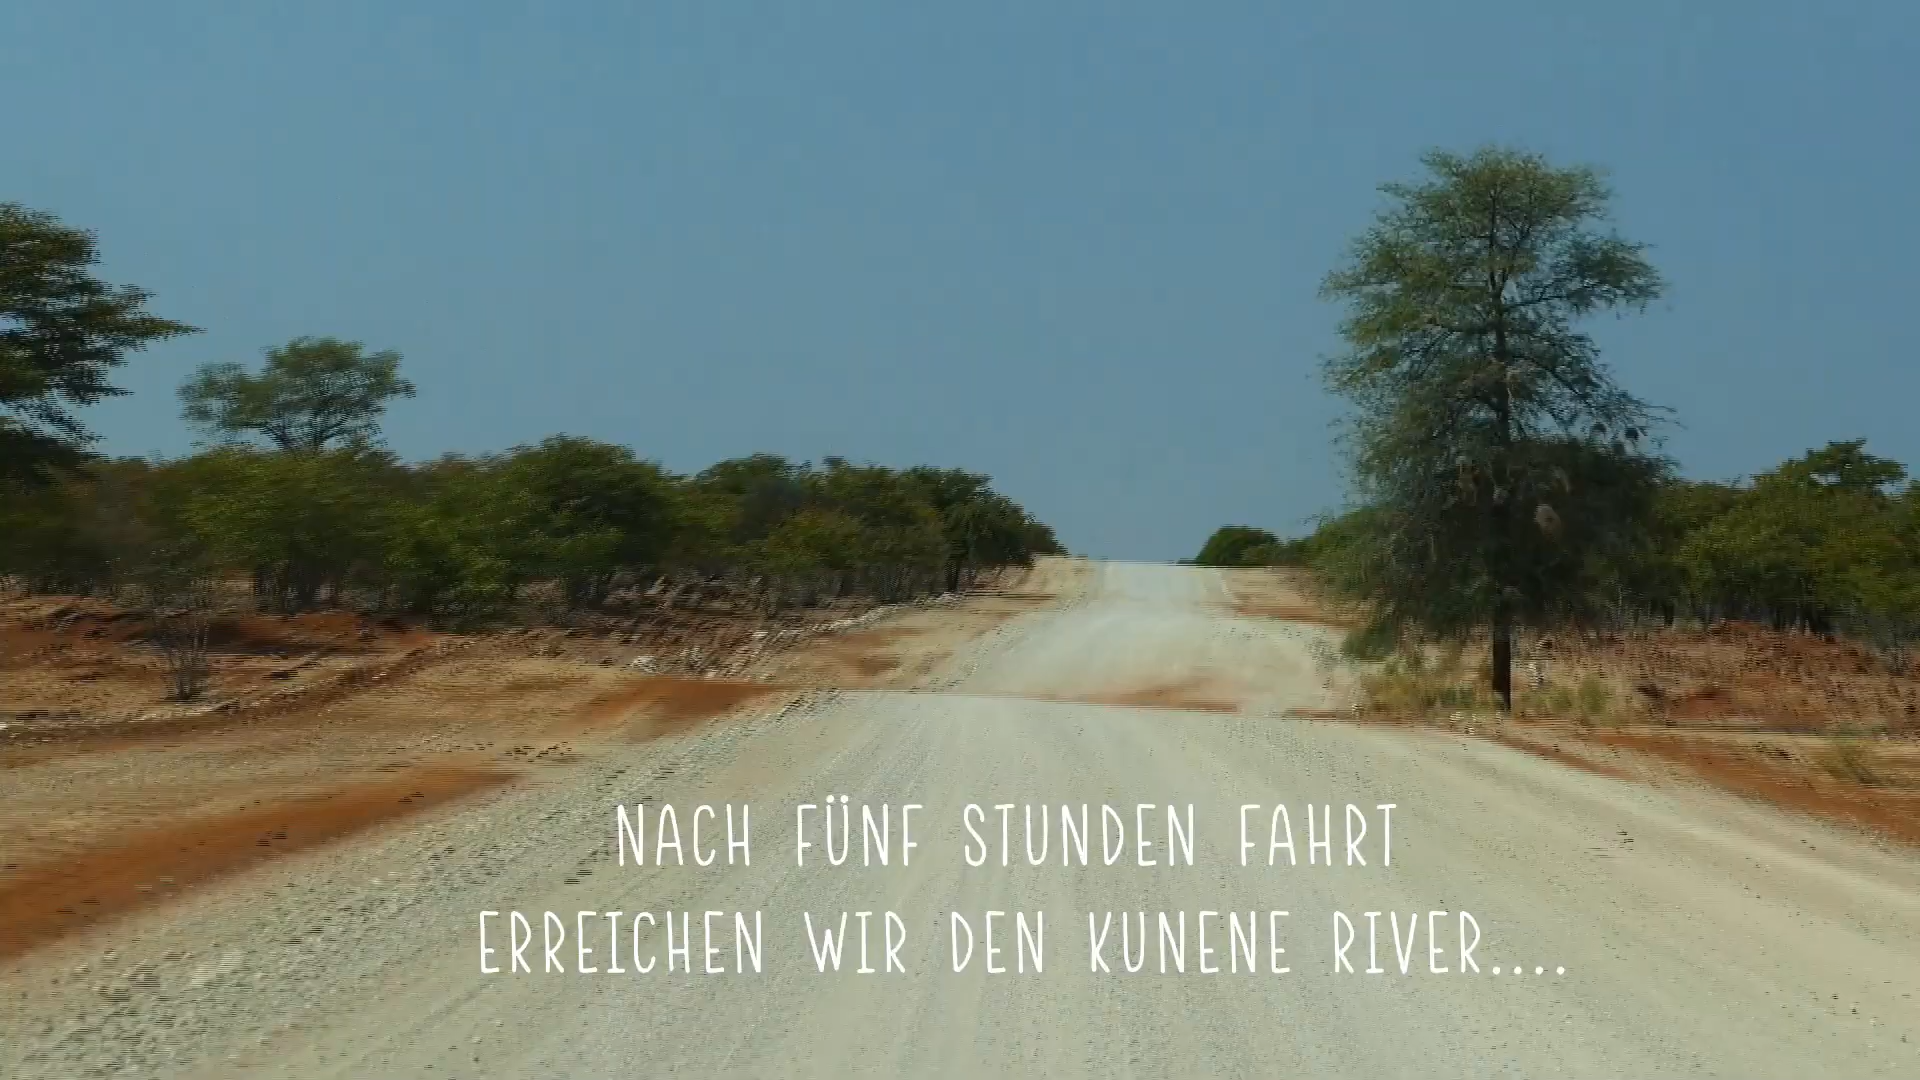 NACH FÜNF STUNDEN FAHRT
ERREICHEN WIR DEN KUNENE RIVER....